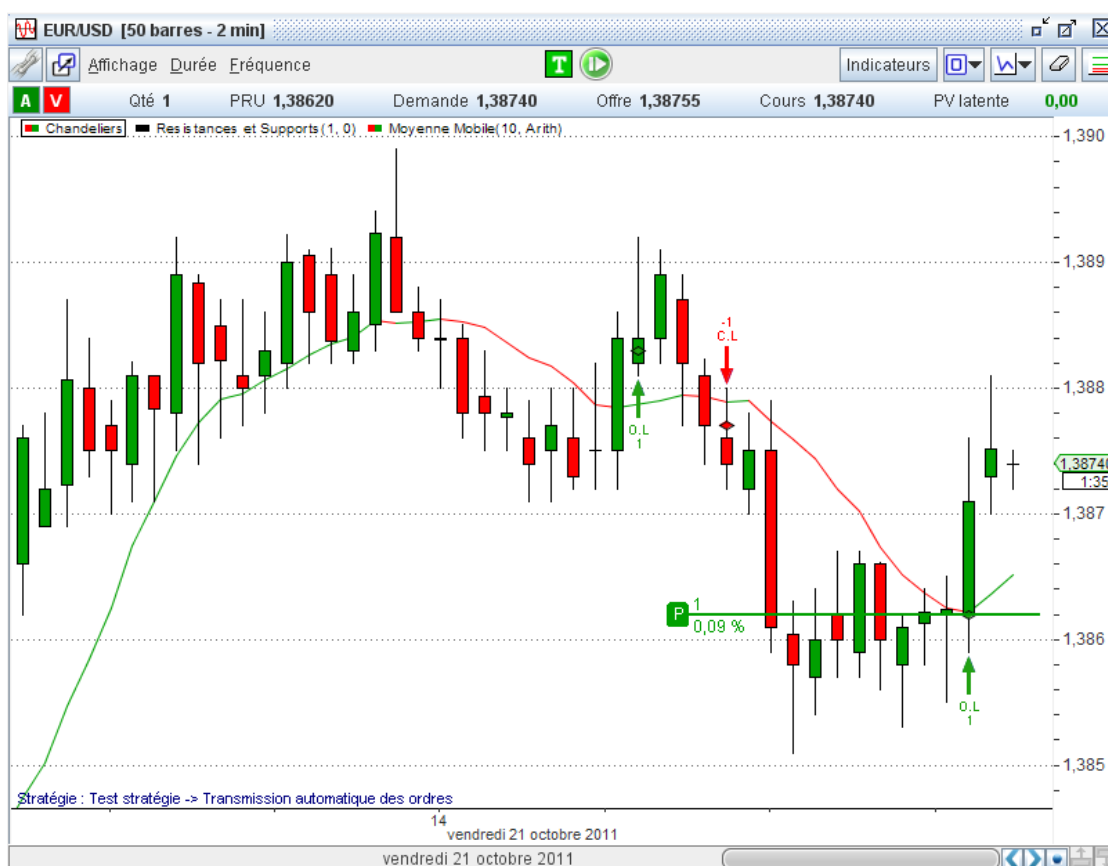 EUR/USD [50 barres - 2 min]
Affichage Durée Fréquence T Indicateurs
A V Qté 1 PRU 1,38620 Demande 1,38740 Offre 1,38755 Cours 1,38740 PV latente 0,00
Chandeliers Resistances et Supports(1, 0) Moyenne Mobile(10, Arith)
1,390
1,389
-1
C.L
1,388
O.L
1
1,38740
1:35
1,387
P 1
0,09 %
1,386
O.L
1
1,385
Stratégie : Test stratégie -> Transmission automatique des ordres
14
vendredi 21 octobre 2011
vendredi 21 octobre 2011